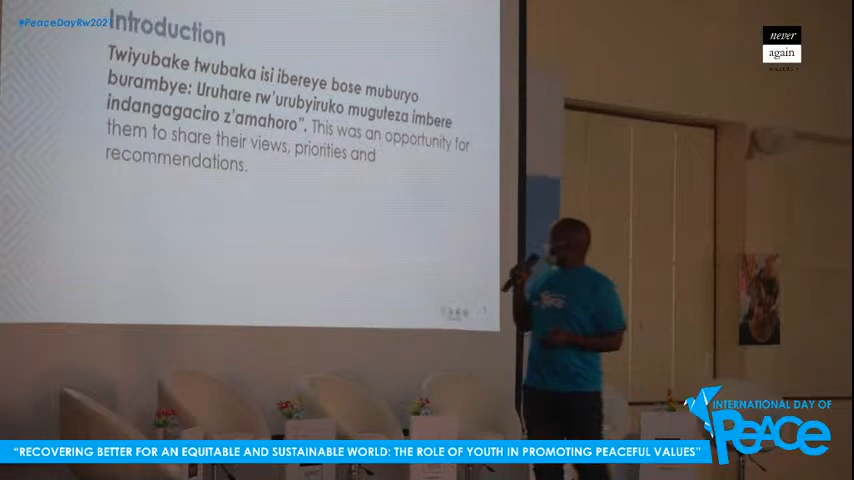 #PeaceDayRw2021
Introduction
never
again
Twiyubake twubaka isi ibereye bose muburyo
burambye: Uruhare rw'urubyiruko muguteza imbere
indangagaciro z'amahoro". This was an opportunity for
them to share their views, priorities and
recommendations.
INTERNATIONAL DAY OF
PEACE
"RECOVERING BETTER FOR AN EQUITABLE AND SUSTAINABLE WORLD: THE ROLE OF YOUTH IN PROMOTING PEACEFUL VALUES"